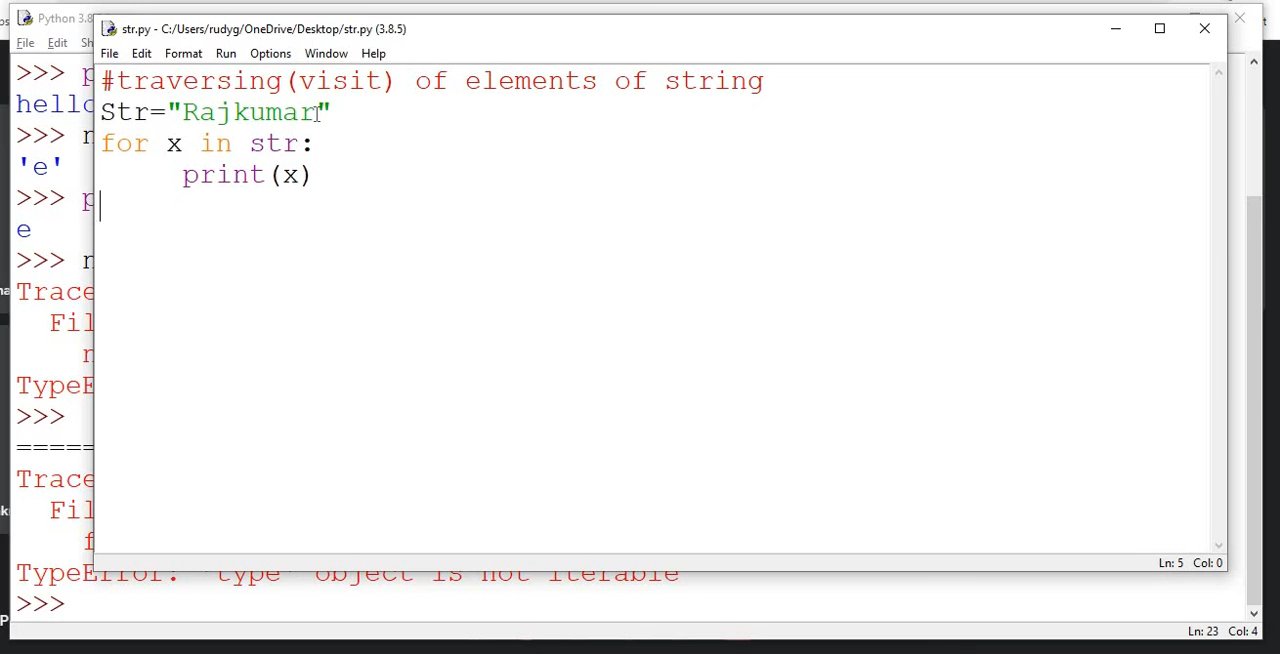 Python 3.8
File Edit Sh
str.py - C:/Users/rudyg/OneDrive/Desktop/str.py (3.8.5)
File Edit Format Run Options Window Help
#traversing(visit) of elements of string
Str="Rajkumar"
for x in str:
print(x)
>>> p
hello
>>> n
'e'
>>> p
e
>>> n
Trace
Fil
n
TypeE
>>>
=====
Trace
Fil
f
TypeError: 'type' object is not iterable
>>>
Ln: 5 Col: 0
Ln: 23 Col: 4